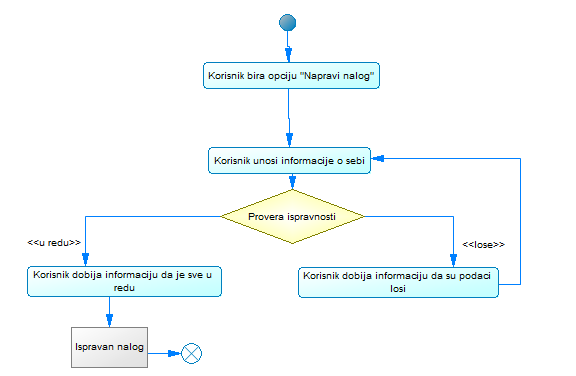 Korisnik bira opciju "Napravi nalog"
Korisnik unosi informacije o sebi
Provera ispravnosti
<<u redu>>
<<lose>>
Korisnik dobija informaciju da je sve u
redu
Korisnik dobija informaciju da su podaci
losi
Ispravan nalog